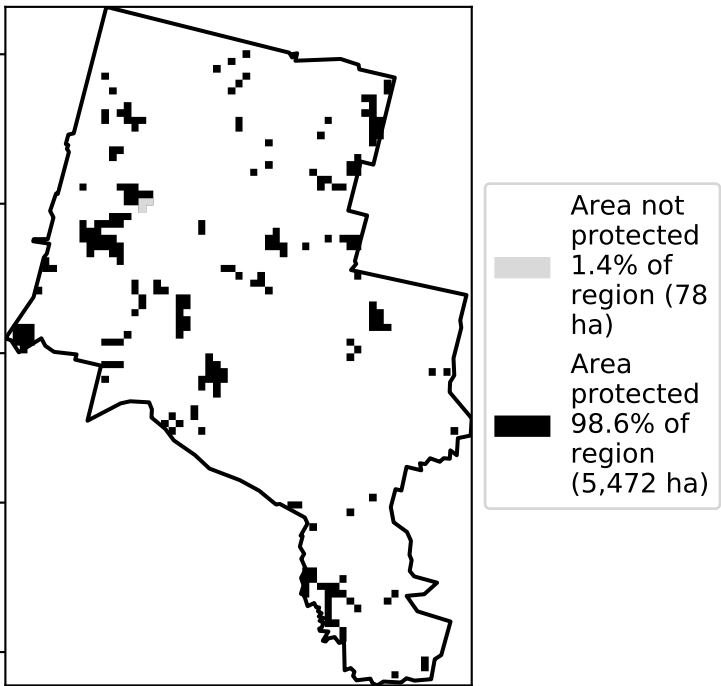 Area not
protected
1.4% of
region (78
ha)
Area
protected
98.6% of
region
(5,472 ha)